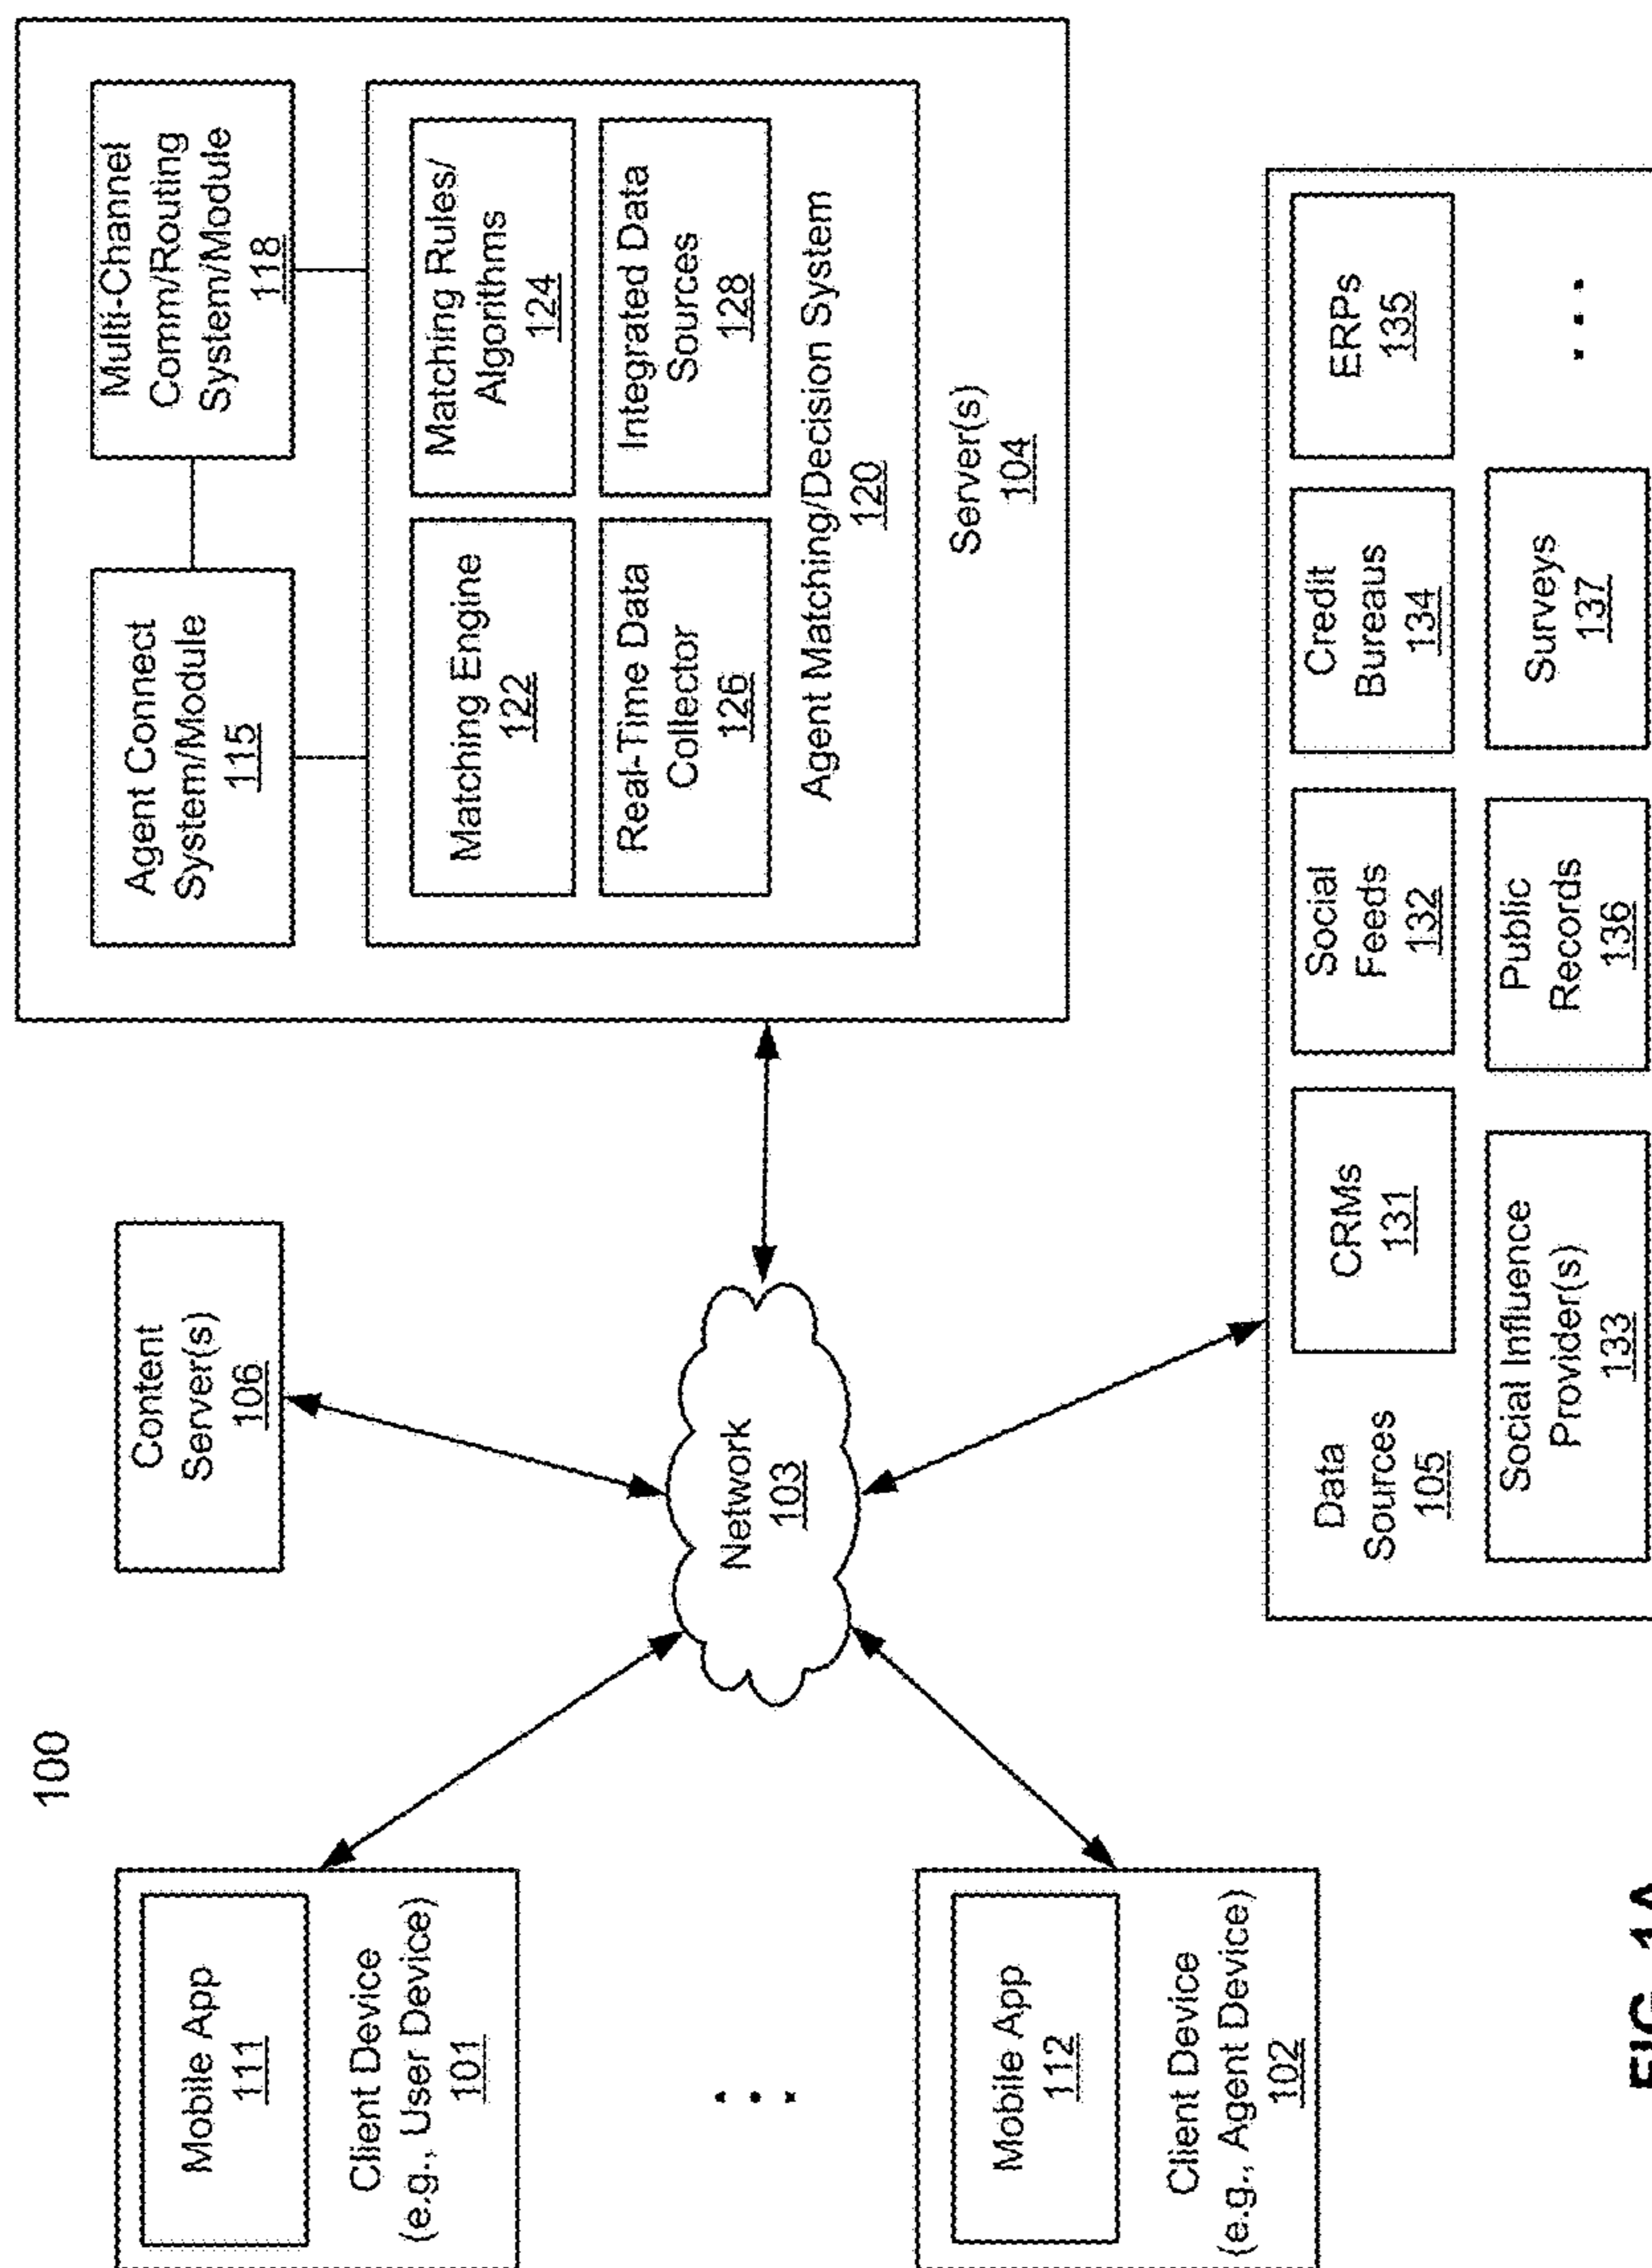 100
Mobile App
111
Client Device
(e.g., User Device)
101
Mobile App
112
Client Device
(e.g., Agent Device)
102
Content
Server(s)
106
Network
103
Agent Connect
System/Module
115
Multi-Channel
Comm/Routing
System/Module
118
Matching Engine
122
Matching Rules/
Algorithms
124
Real-Time Data
Collector
126
Integrated Data
Sources
128
Agent Matching/Decision System
120
Server(s)
104
Data
Sources
105
CRMs
131
Social
Feeds
132
Credit
Bureaus
134
ERPs
135
Social Influence
Provider(s)
133
Public
Records
136
Surveys
137
FIG. 1A